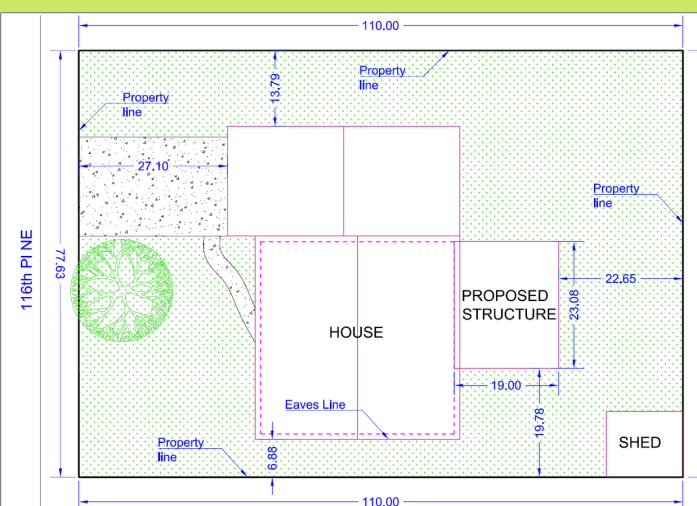 110.00
13.79
Property
line
Property
line
27.10
Property
line
116th Pl NE
77.63
22.65
PROPOSED
STRUCTURE
23.08
HOUSE
19.00
Eaves Line
19.78
Property
line
6.88
SHED
110.00